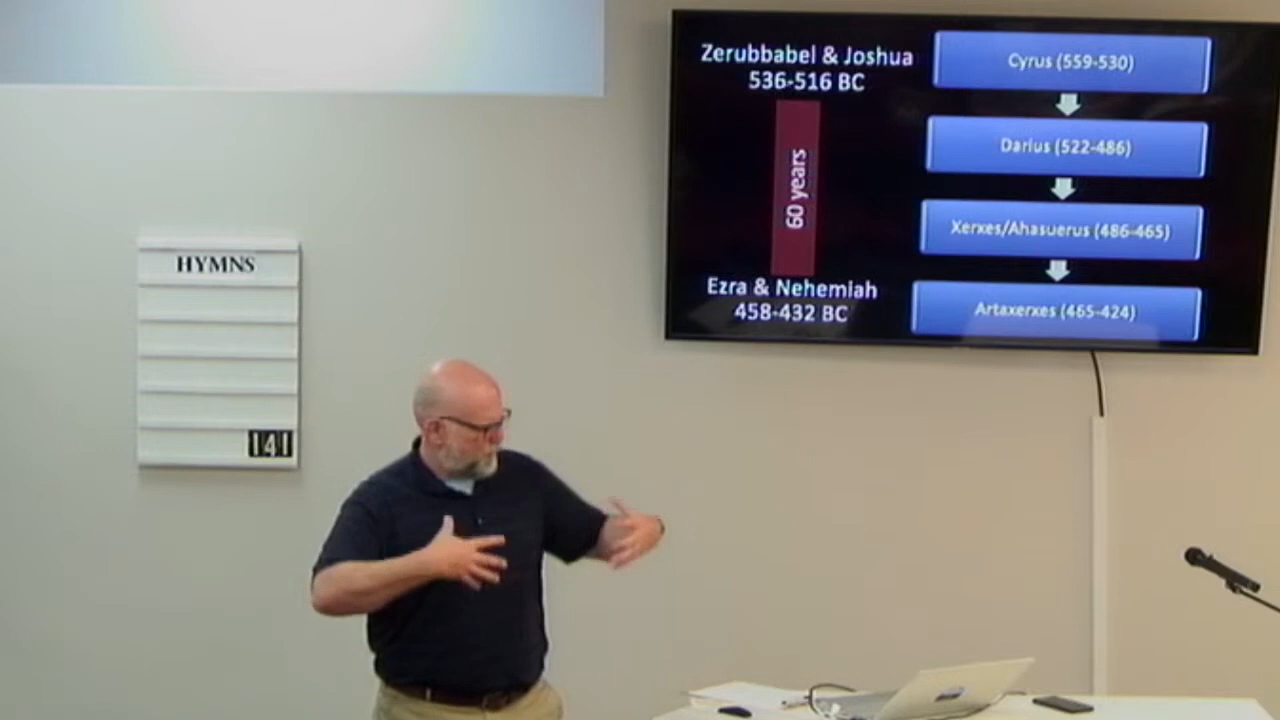 HYMNS
141
Zerubbabel & Joshua
536-516 BC
60 years
Ezra & Nehemiah
458-432 BC
Cyrus (559-530)
Darius (522-486)
Xerxes/Ahasuerus (486-465)
Artaxerxes (465-424)